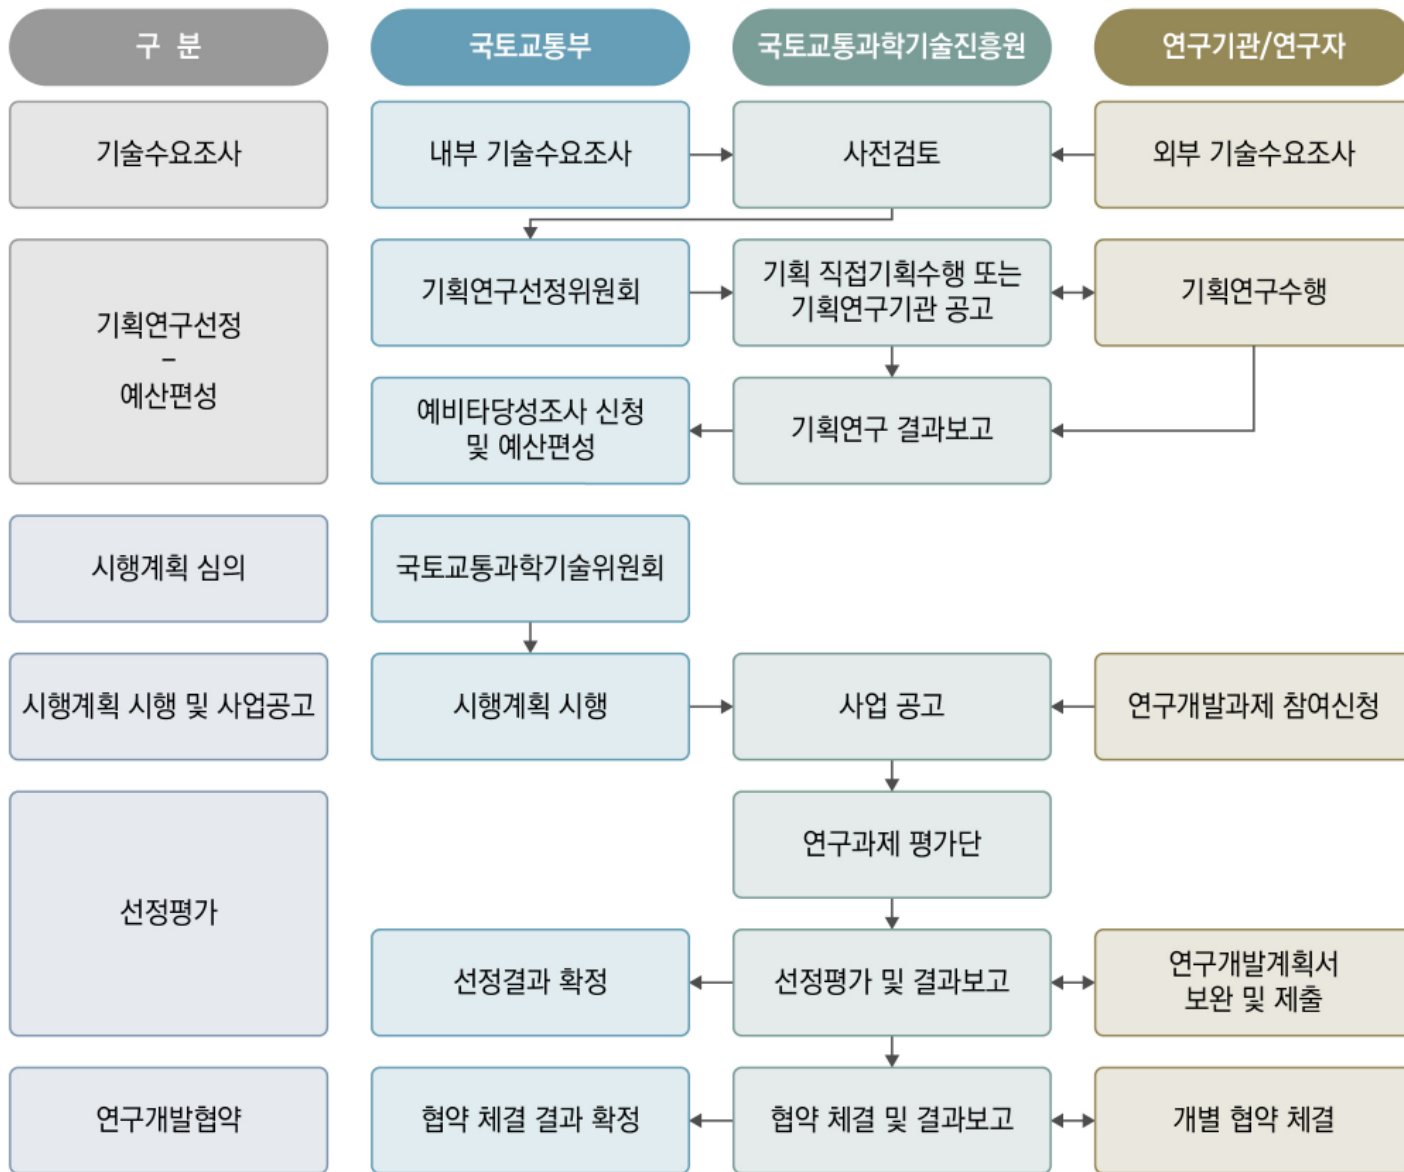 구 분
국토교통부
국토교통과학기술진흥원
연구기관/연구자
기술수요조사
내부 기술수요조사
사전검토
외부 기술수요조사
기획연구선정
–
예산편성
기획연구선정위원회
기획 직접기획수행 또는
기획연구기관 공고
기획연구수행
예비타당성조사 신청
및 예산편성
기획연구 결과보고
시행계획 심의
국토교통과학기술위원회
시행계획 시행 및 사업공고
시행계획 시행
사업 공고
연구개발과제 참여신청
선정평가
연구과제 평가단
선정결과 확정
선정평가 및 결과보고
연구개발계획서
보완 및 제출
연구개발협약
협약 체결 결과 확정
협약 체결 및 결과보고
개별 협약 체결